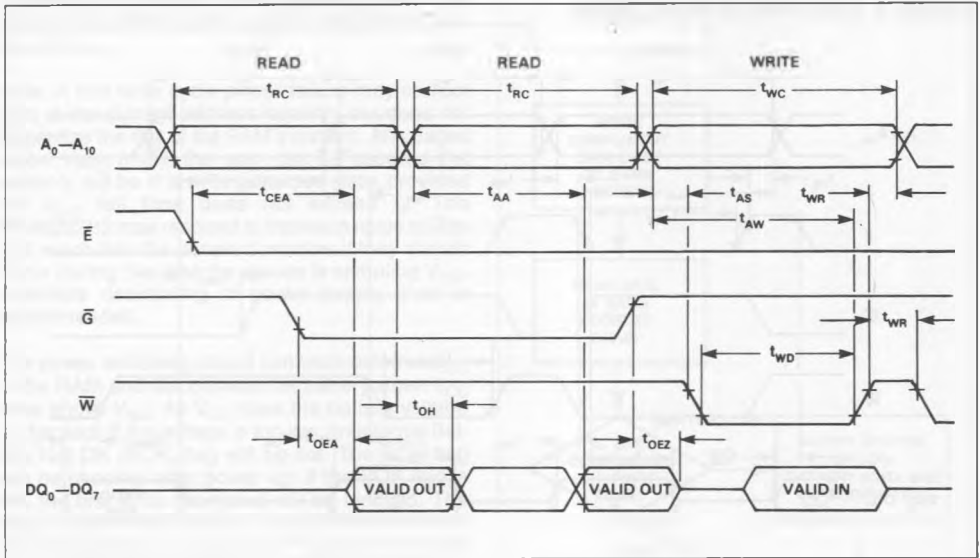 READ READ WRITE
tRC tRC tWC
A0—A10
tCEA tAA tAS tWR
tAW
E̅
G̅
tWR
tWD
W̅
tOH
tOEA tOEZ
DQ0—DQ7 VALID OUT VALID OUT VALID IN